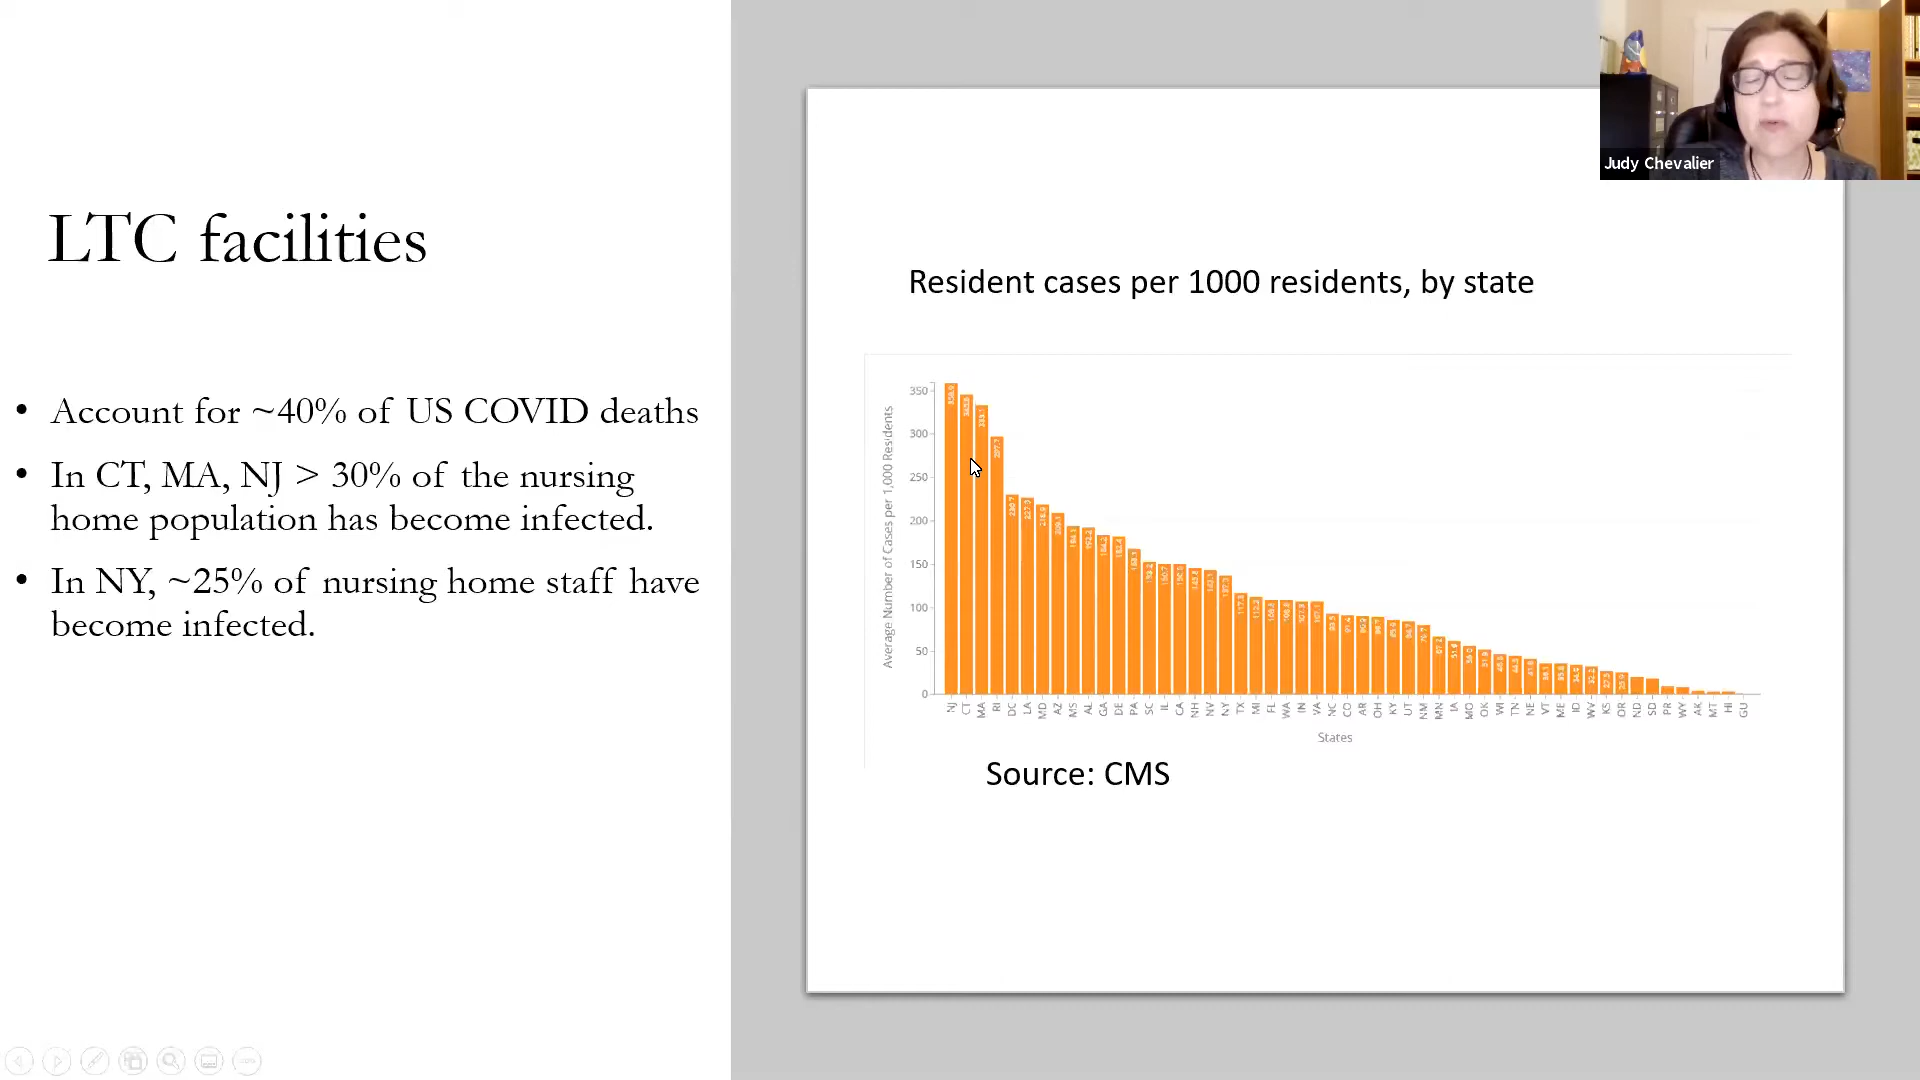 Judy Chevalier
LTC facilities
• Account for ~40% of US COVID deaths
• In CT, MA, NJ > 30% of the nursing
home population has become infected.
• In NY, ~25% of nursing home staff have
become infected.
Resident cases per 1000 residents, by state
Average Number of Cases per 1,000 Residents
350
300
250
200
150
100
50
0
NJ CT MA RI DC LA MD AZ MS AL GA DE PA SC IL CA NH NV NY TX MI FL WA IN VA NC CO AR OH KY UT NM MN IA MO OK WI TN NE VT ME ID WV KS OR ND SD PR WY AK MT HI GU
States
Source: CMS